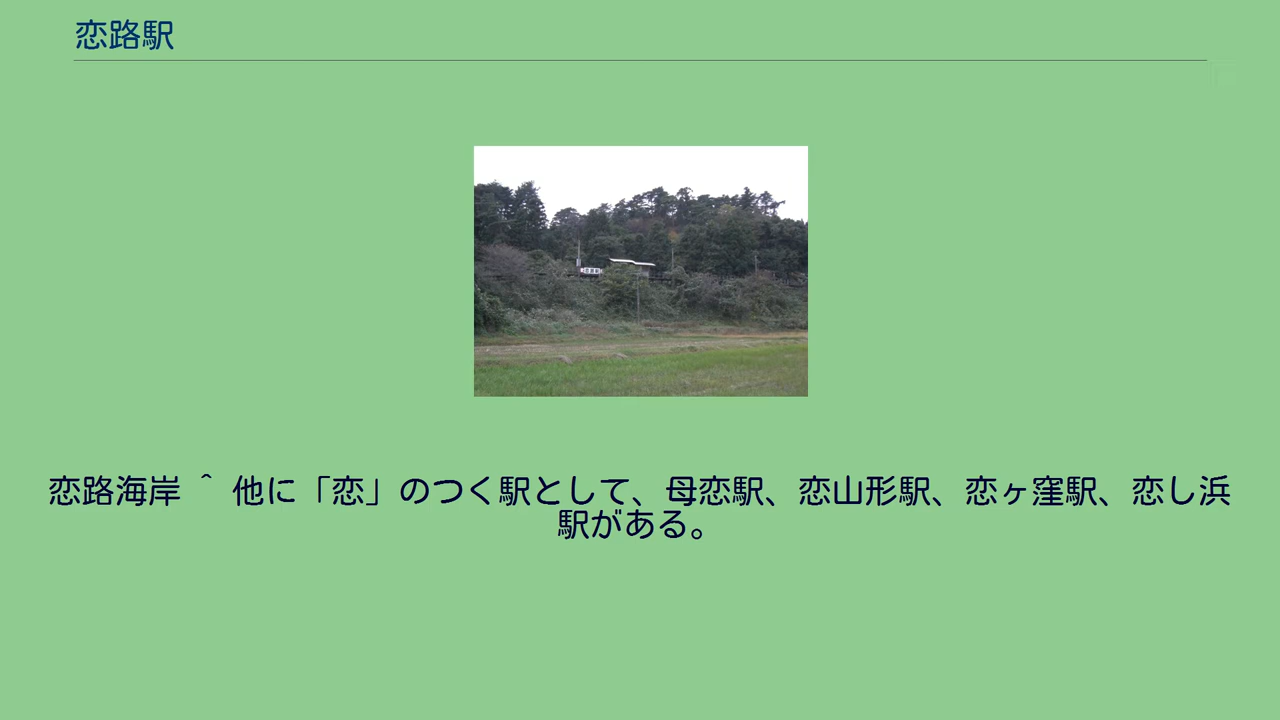 恋路駅
恋路海岸 ^ 他に「恋」のつく駅として、母恋駅、恋山形駅、恋ヶ窪駅、恋し浜
駅がある。